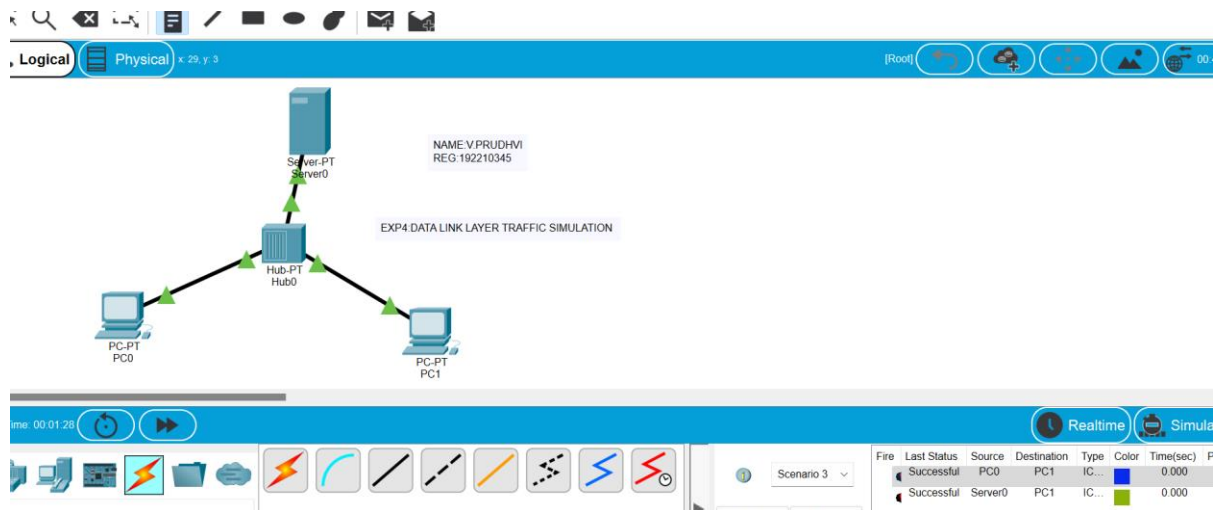 Logical
Physical x: 29, y: 3
[Root]
Server-PT
Server0
NAME:V.PRUDHVI
REG:192210345
EXP4:DATA LINK LAYER TRAFFIC SIMULATION
Hub-PT
Hub0
PC-PT
PC0
PC-PT
PC1
ime: 00:01:28
Realtime
Simula
Scenario 3
Fire Last Status Source Destination Type Color Time(sec) P
Successful PC0 PC1 IC... 0.000
Successful Server0 PC1 IC... 0.000